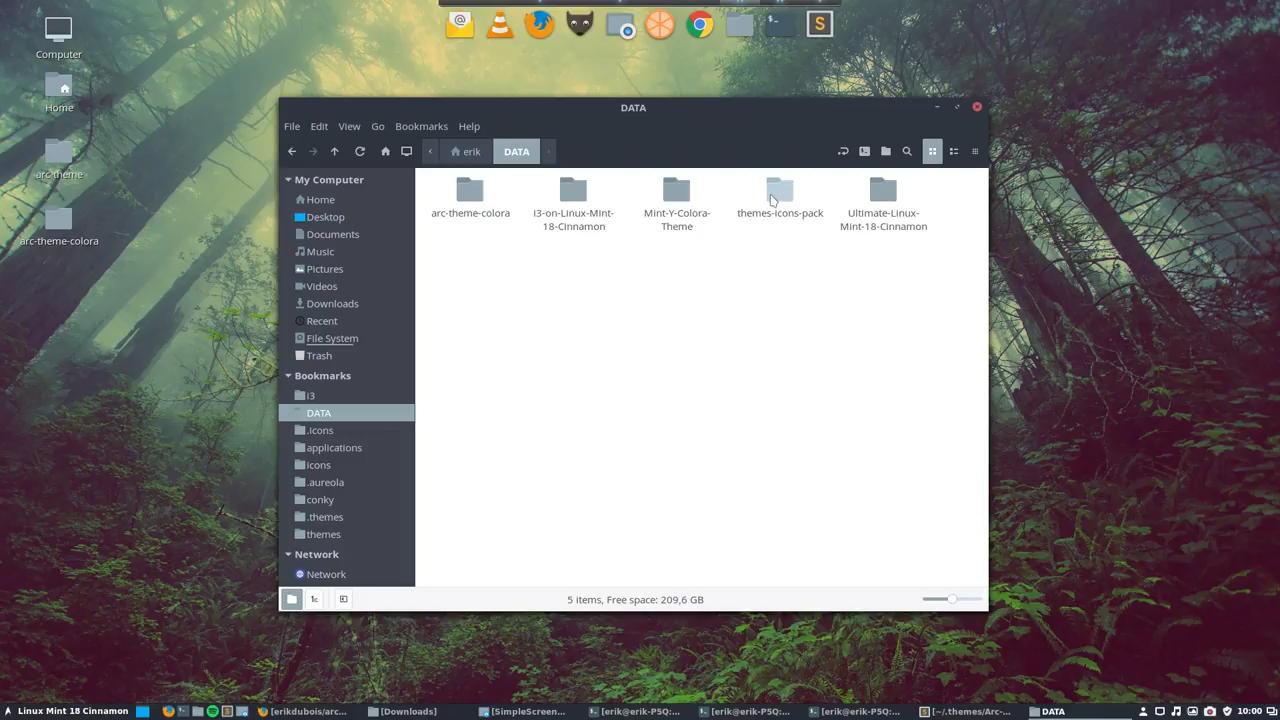 Computer
Home
arc-theme
arc-theme-colora
DATA
File Edit View Go Bookmarks Help
erik
DATA
My Computer
Home
Desktop
Documents
Music
Pictures
Videos
Downloads
Recent
File System
Trash
Bookmarks
i3
DATA
.icons
applications
icons
.aureola
conky
.themes
themes
Network
Network
arc-theme-colora
i3-on-Linux-Mint-
18-Cinnamon
Mint-Y-Colora-
Theme
themes-icons-pack
Ultimate-Linux-
Mint-18-Cinnamon
5 items, Free space: 209,6 GB
Linux Mint 18 Cinnamon
[erikdubois/arc...
[Downloads]
[SimpleScreen...
[erik@erik-P5Q:...
[erik@erik-P5Q:...
[erik@erik-P5Q:...
[~/.themes/Arc-...
DATA
10:00